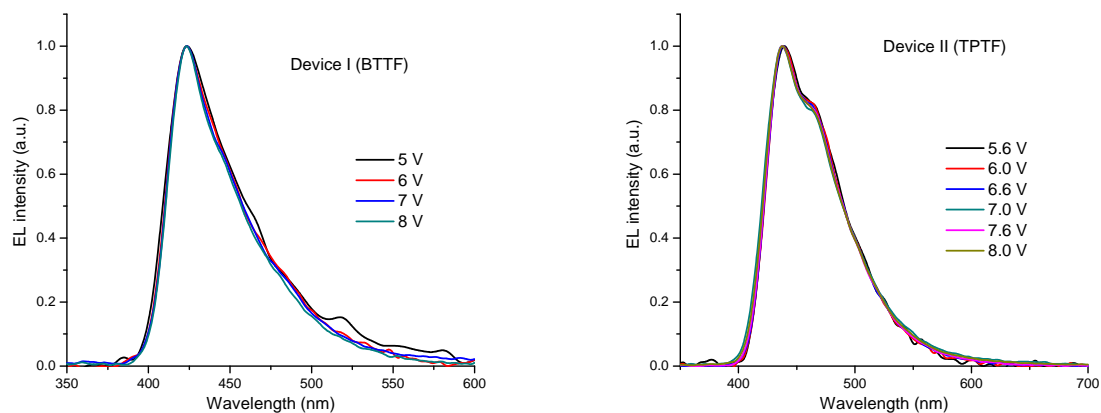 1.0
0.8
0.6
0.4
0.2
0.0
EL intensity (a.u.)
Device I (BTTF)
5 V
6 V
7 V
8 V
350 400 450 500 550 600
Wavelength (nm)
1.0
0.8
0.6
0.4
0.2
0.0
EL intensity (a.u.)
Device II (TPTF)
5.6 V
6.0 V
6.6 V
7.0 V
7.6 V
8.0 V
400 500 600 700
Wavelength (nm)